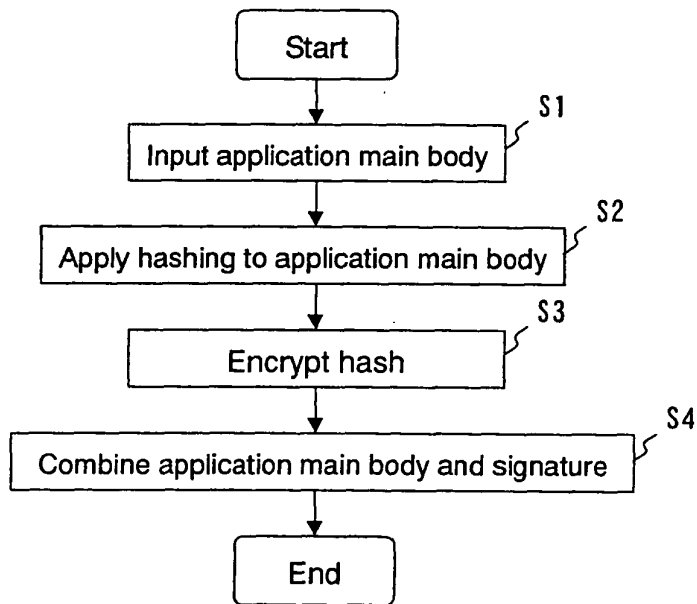 Start
S1
Input application main body
S2
Apply hashing to application main body
S3
Encrypt hash
S4
Combine application main body and signature
End